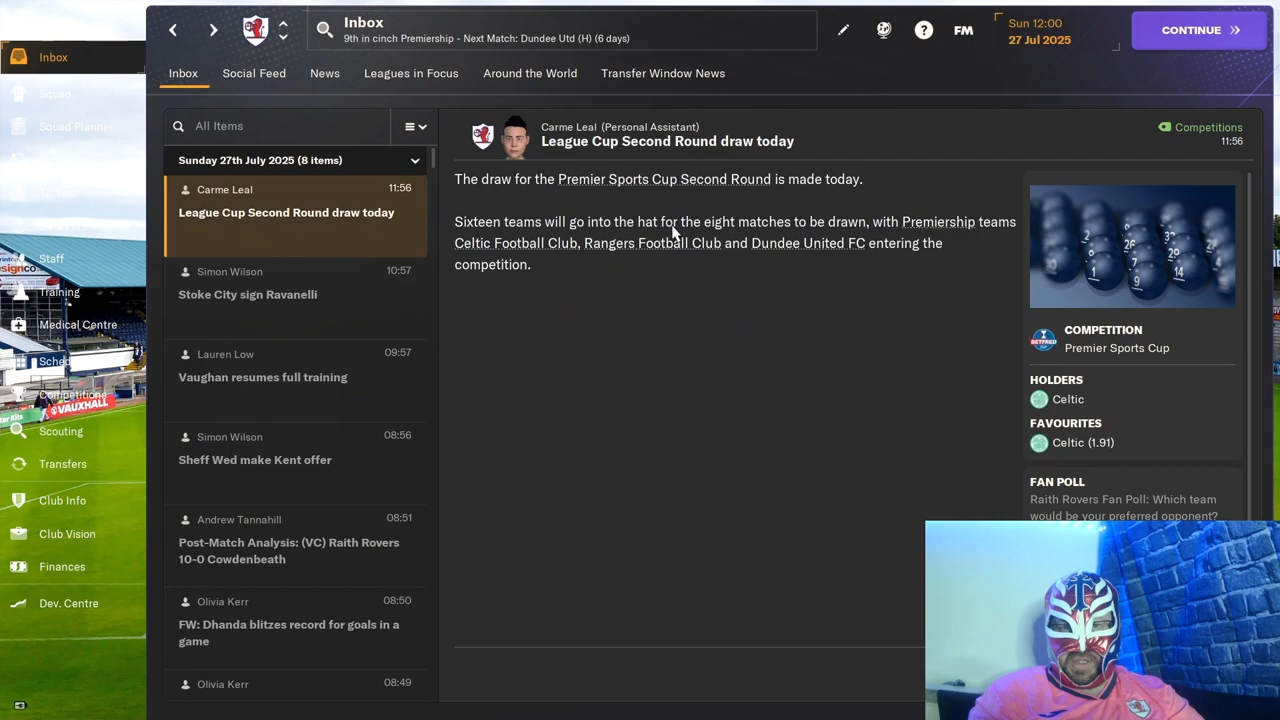 Inbox
9th in cinch Premiership - Next Match: Dundee Utd (H) (6 days)
FM
Sun 12:00
27 Jul 2025
CONTINUE
Inbox
Squad
Squad Planner
Staff
Training
Medical Centre
Sched
Competitions
Scouting
Transfers
Club Info
Club Vision
Finances
Dev. Centre
VAUXHALL
Inbox
Social Feed
News
Leagues in Focus
Around the World
Transfer Window News
All Items
Sunday 27th July 2025 (8 items)
Carme Leal
11:56
League Cup Second Round draw today
Simon Wilson
10:57
Stoke City sign Ravanelli
Lauren Low
09:57
Vaughan resumes full training
Simon Wilson
08:56
Sheff Wed make Kent offer
Andrew Tannahill
08:51
Post-Match Analysis: (VC) Raith Rovers
10-0 Cowdenbeath
Olivia Kerr
08:50
FW: Dhanda blitzes record for goals in a
game
Olivia Kerr
08:49
Carme Leal (Personal Assistant)
League Cup Second Round draw today
Competitions
11:56
The draw for the Premier Sports Cup Second Round is made today.
Sixteen teams will go into the hat for the eight matches to be drawn, with Premiership teams
Celtic Football Club, Rangers Football Club and Dundee United FC entering the
competition.
COMPETITION
Premier Sports Cup
HOLDERS
Celtic
FAVOURITES
Celtic (1.91)
FAN POLL
Raith Rovers Fan Poll: Which team
would be your preferred opponent?